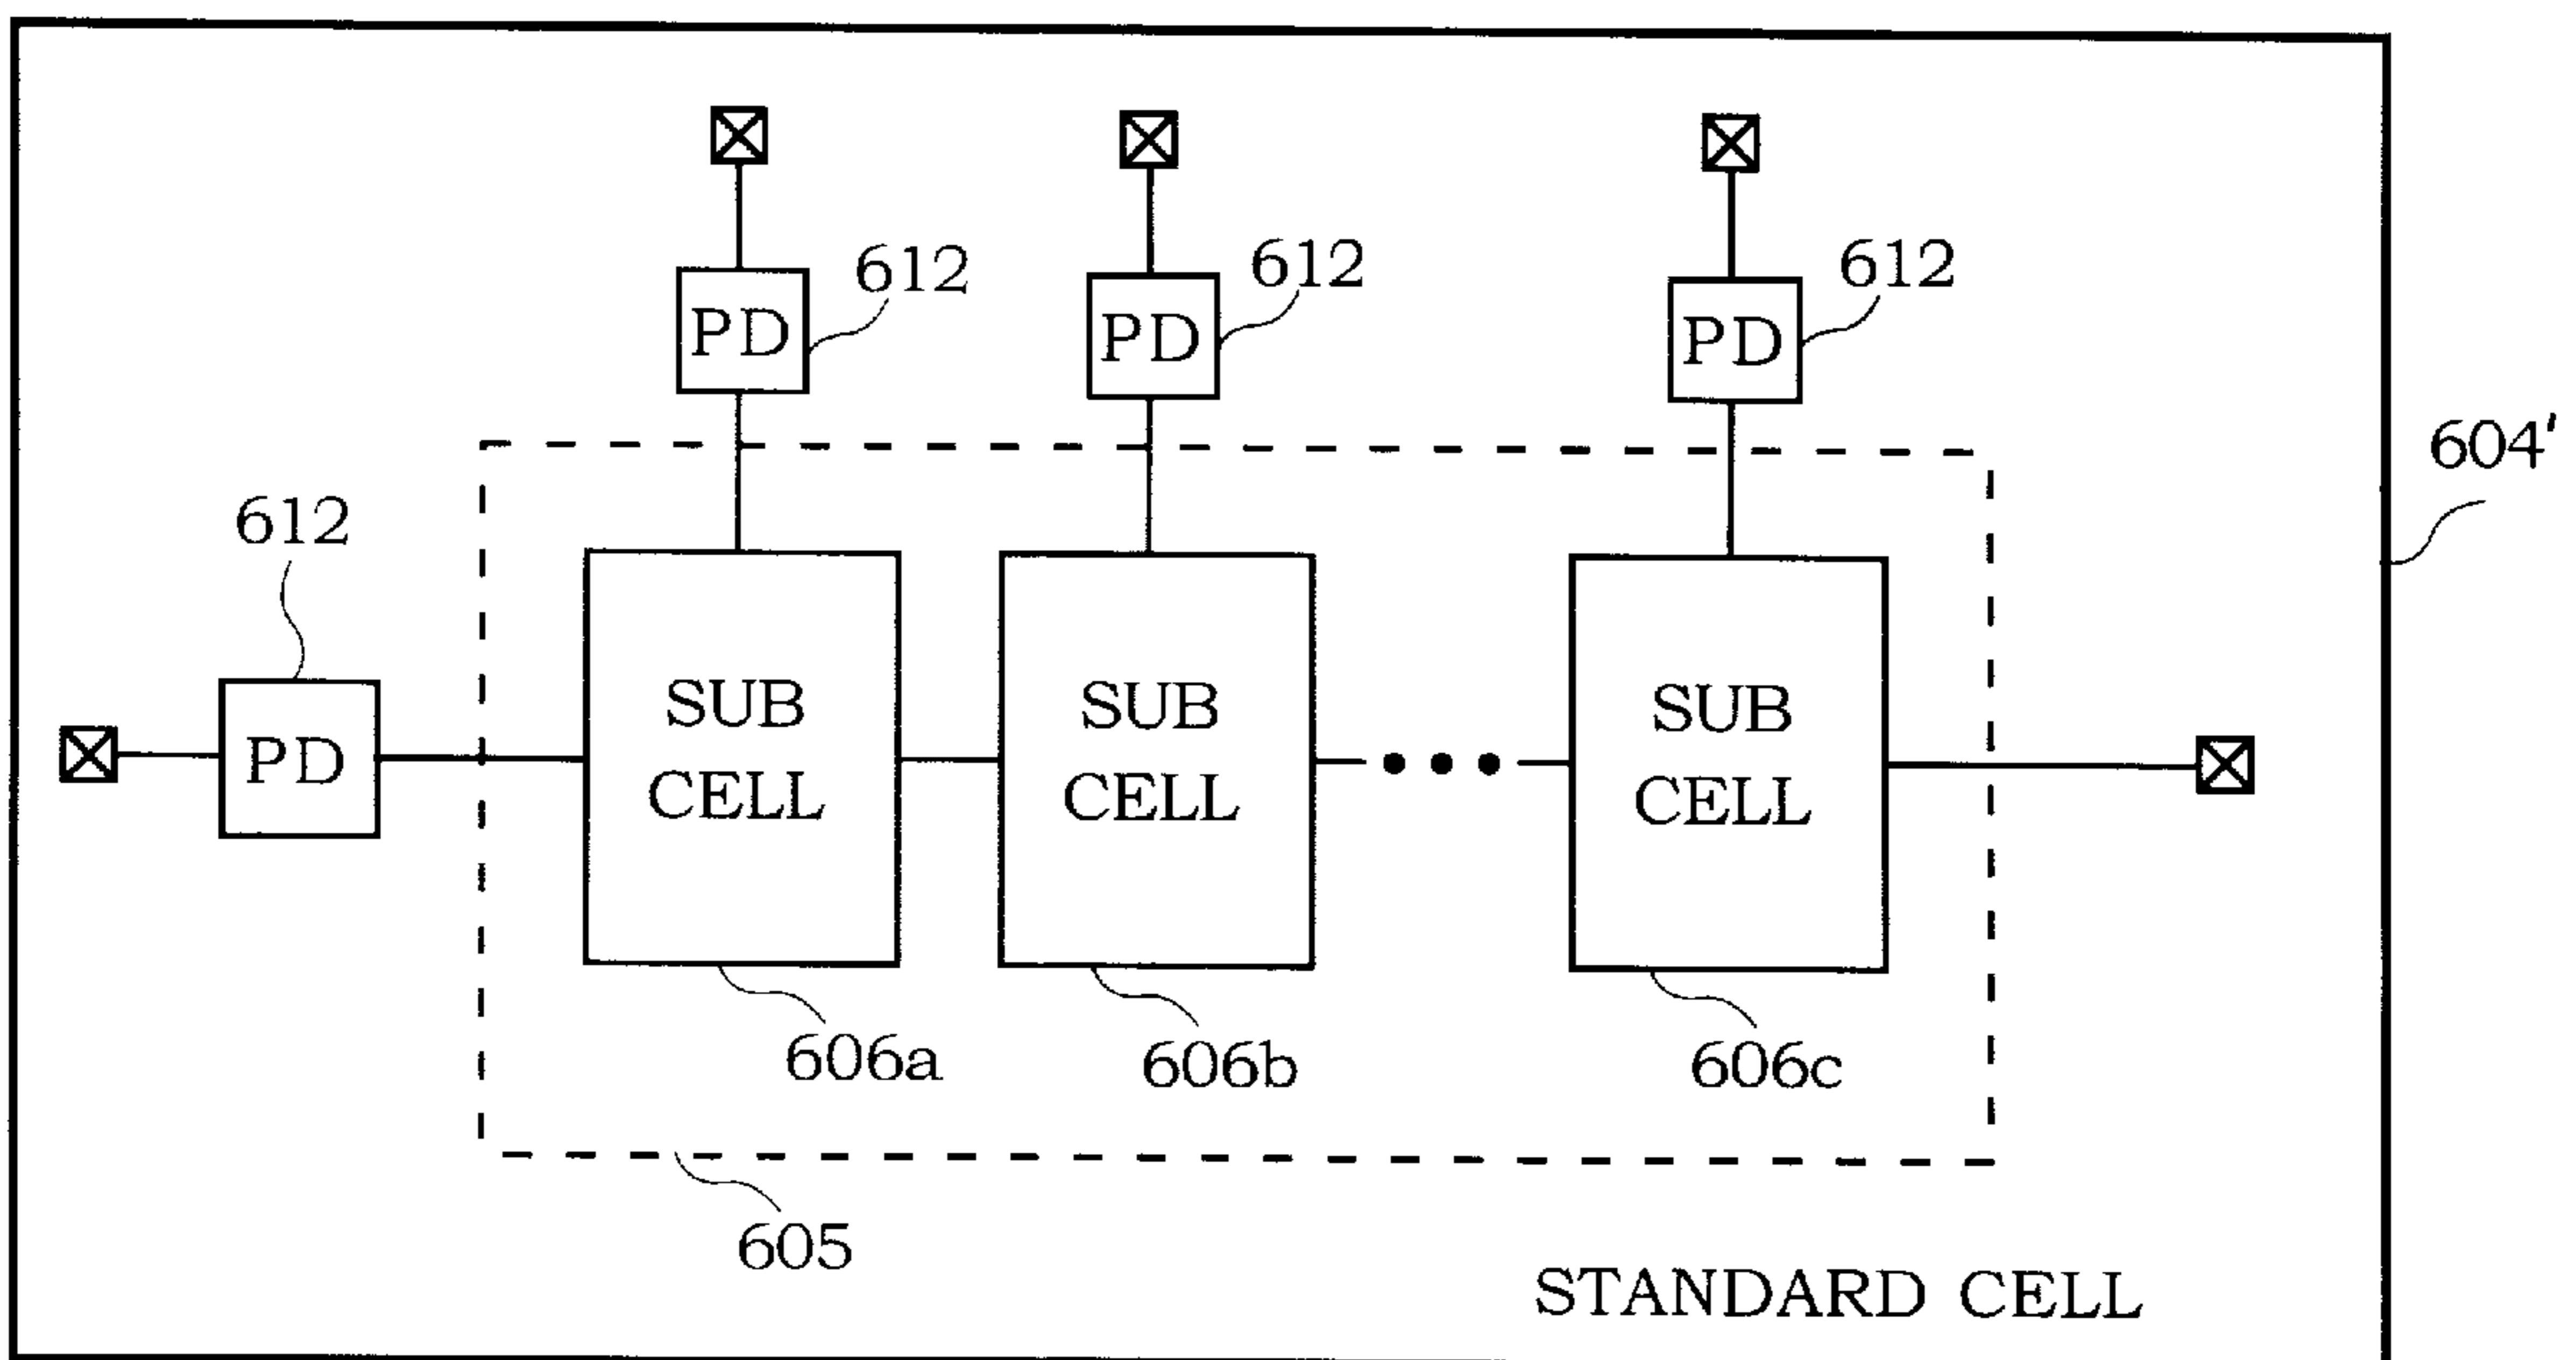 612
612
612
PD
PD
PD
604'
612
PD
SUB
CELL
SUB
CELL
SUB
CELL
606a
606b
606c
605
STANDARD CELL